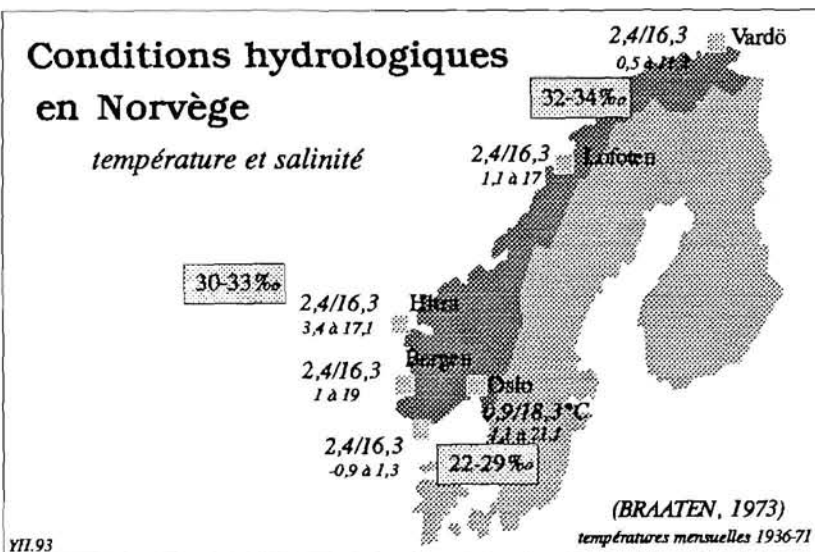 Conditions hydrologiques
en Norvège
température et salinité
2,4/16,3
Vardö
0,5 à
32-34‰
2,4/16,3
Lofoten
1,1 à 17
30-33‰
2,4/16,3
Hitra
3,4 à 17,1
Bergen
2,4/16,3
1 à 19
Oslo
0,9/18,3°C
2,4/16,3
-0,9 à 1,3
22-29‰
(BRAATEN, 1973)
températures mensuelles 1936-71
YH.93